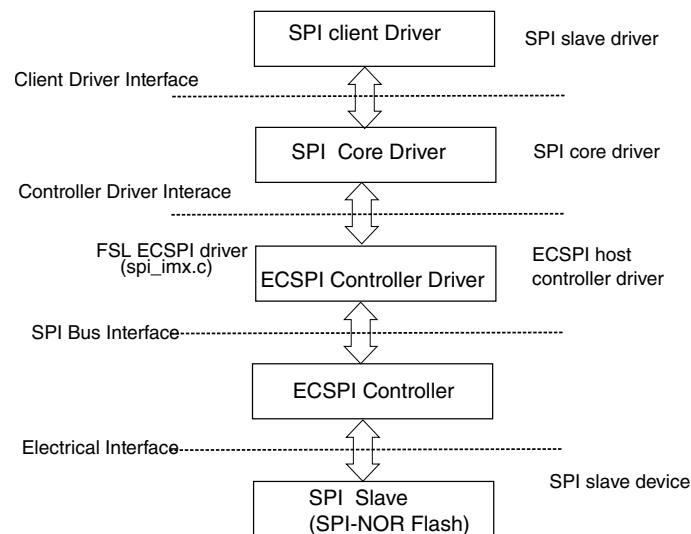 SPI client Driver
SPI slave driver
Client Driver Interface
SPI Core Driver
SPI core driver
Controller Driver Interace
FSL ECSPI driver
(spi_imx.c)
ECSPI Controller Driver
ECSPI host
controller driver
SPI Bus Interface
ECSPI Controller
Electrical Interface
SPI Slave
(SPI-NOR Flash)
SPI slave device